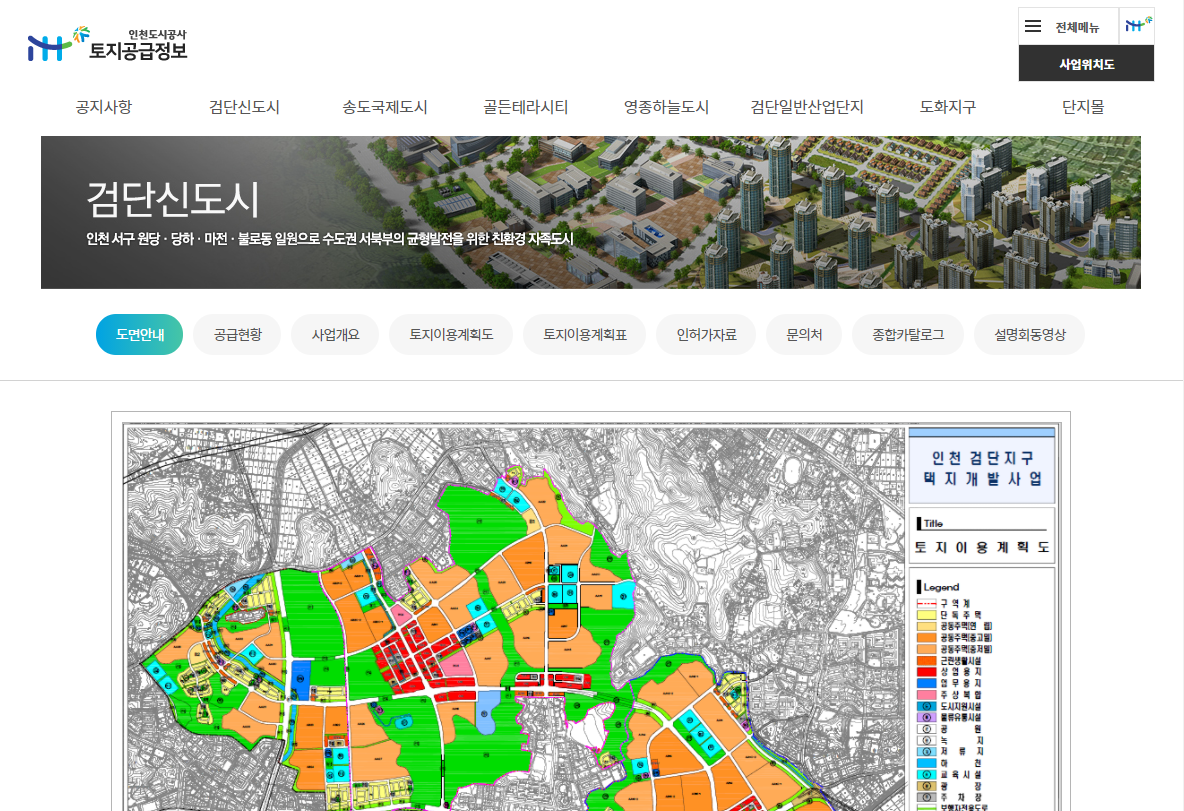 인천도시공사
토지공급정보
전체메뉴
사업위치도
공지사항 검단신도시 송도국제도시 골든테라시티 영종하늘도시 검단일반산업단지 도화지구 단지몰
검단신도시
인천 서구 원당 · 당하 · 마전 · 불로동 일원으로 수도권 서북부의 균형발전을 위한 친환경 자족도시
도면안내 공급현황 사업개요 토지이용계획도 토지이용계획표 인허가자료 문의처 종합카탈로그 설명회동영상
인천 검단지구
택지개발사업
Title
토지이용계획도
Legend
구역계
단독주택
공동주택(연립)
공동주택(중고밀)
공동주택(중저밀)
근린생활시설
상업용지
업무용지
주상복합
도시지원시설
물류유통시설
공원
녹지
저류지
하천
교육시설
광장
주차장
보행자전용도로